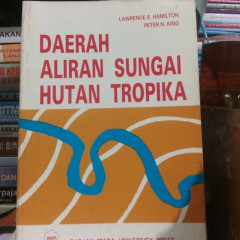 LAWRENCE S. HAMILTON
PETER N. KING
DAERAH
ALIRAN SUNGAI
HUTAN TROPIKA
GADJAH MADA UNIVERSITY PRESS